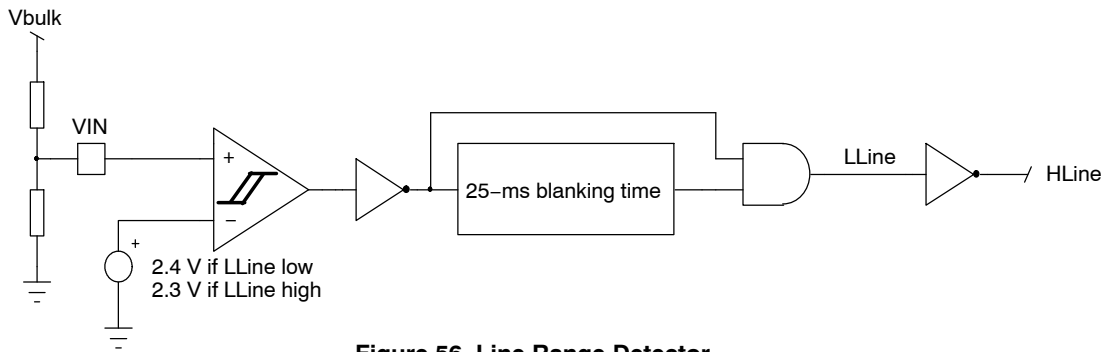 Vbulk
VIN
+
−
+
2.4 V if LLine low
2.3 V if LLine high
25−ms blanking time
LLine
HLine
Figure 56. Line Range Detector